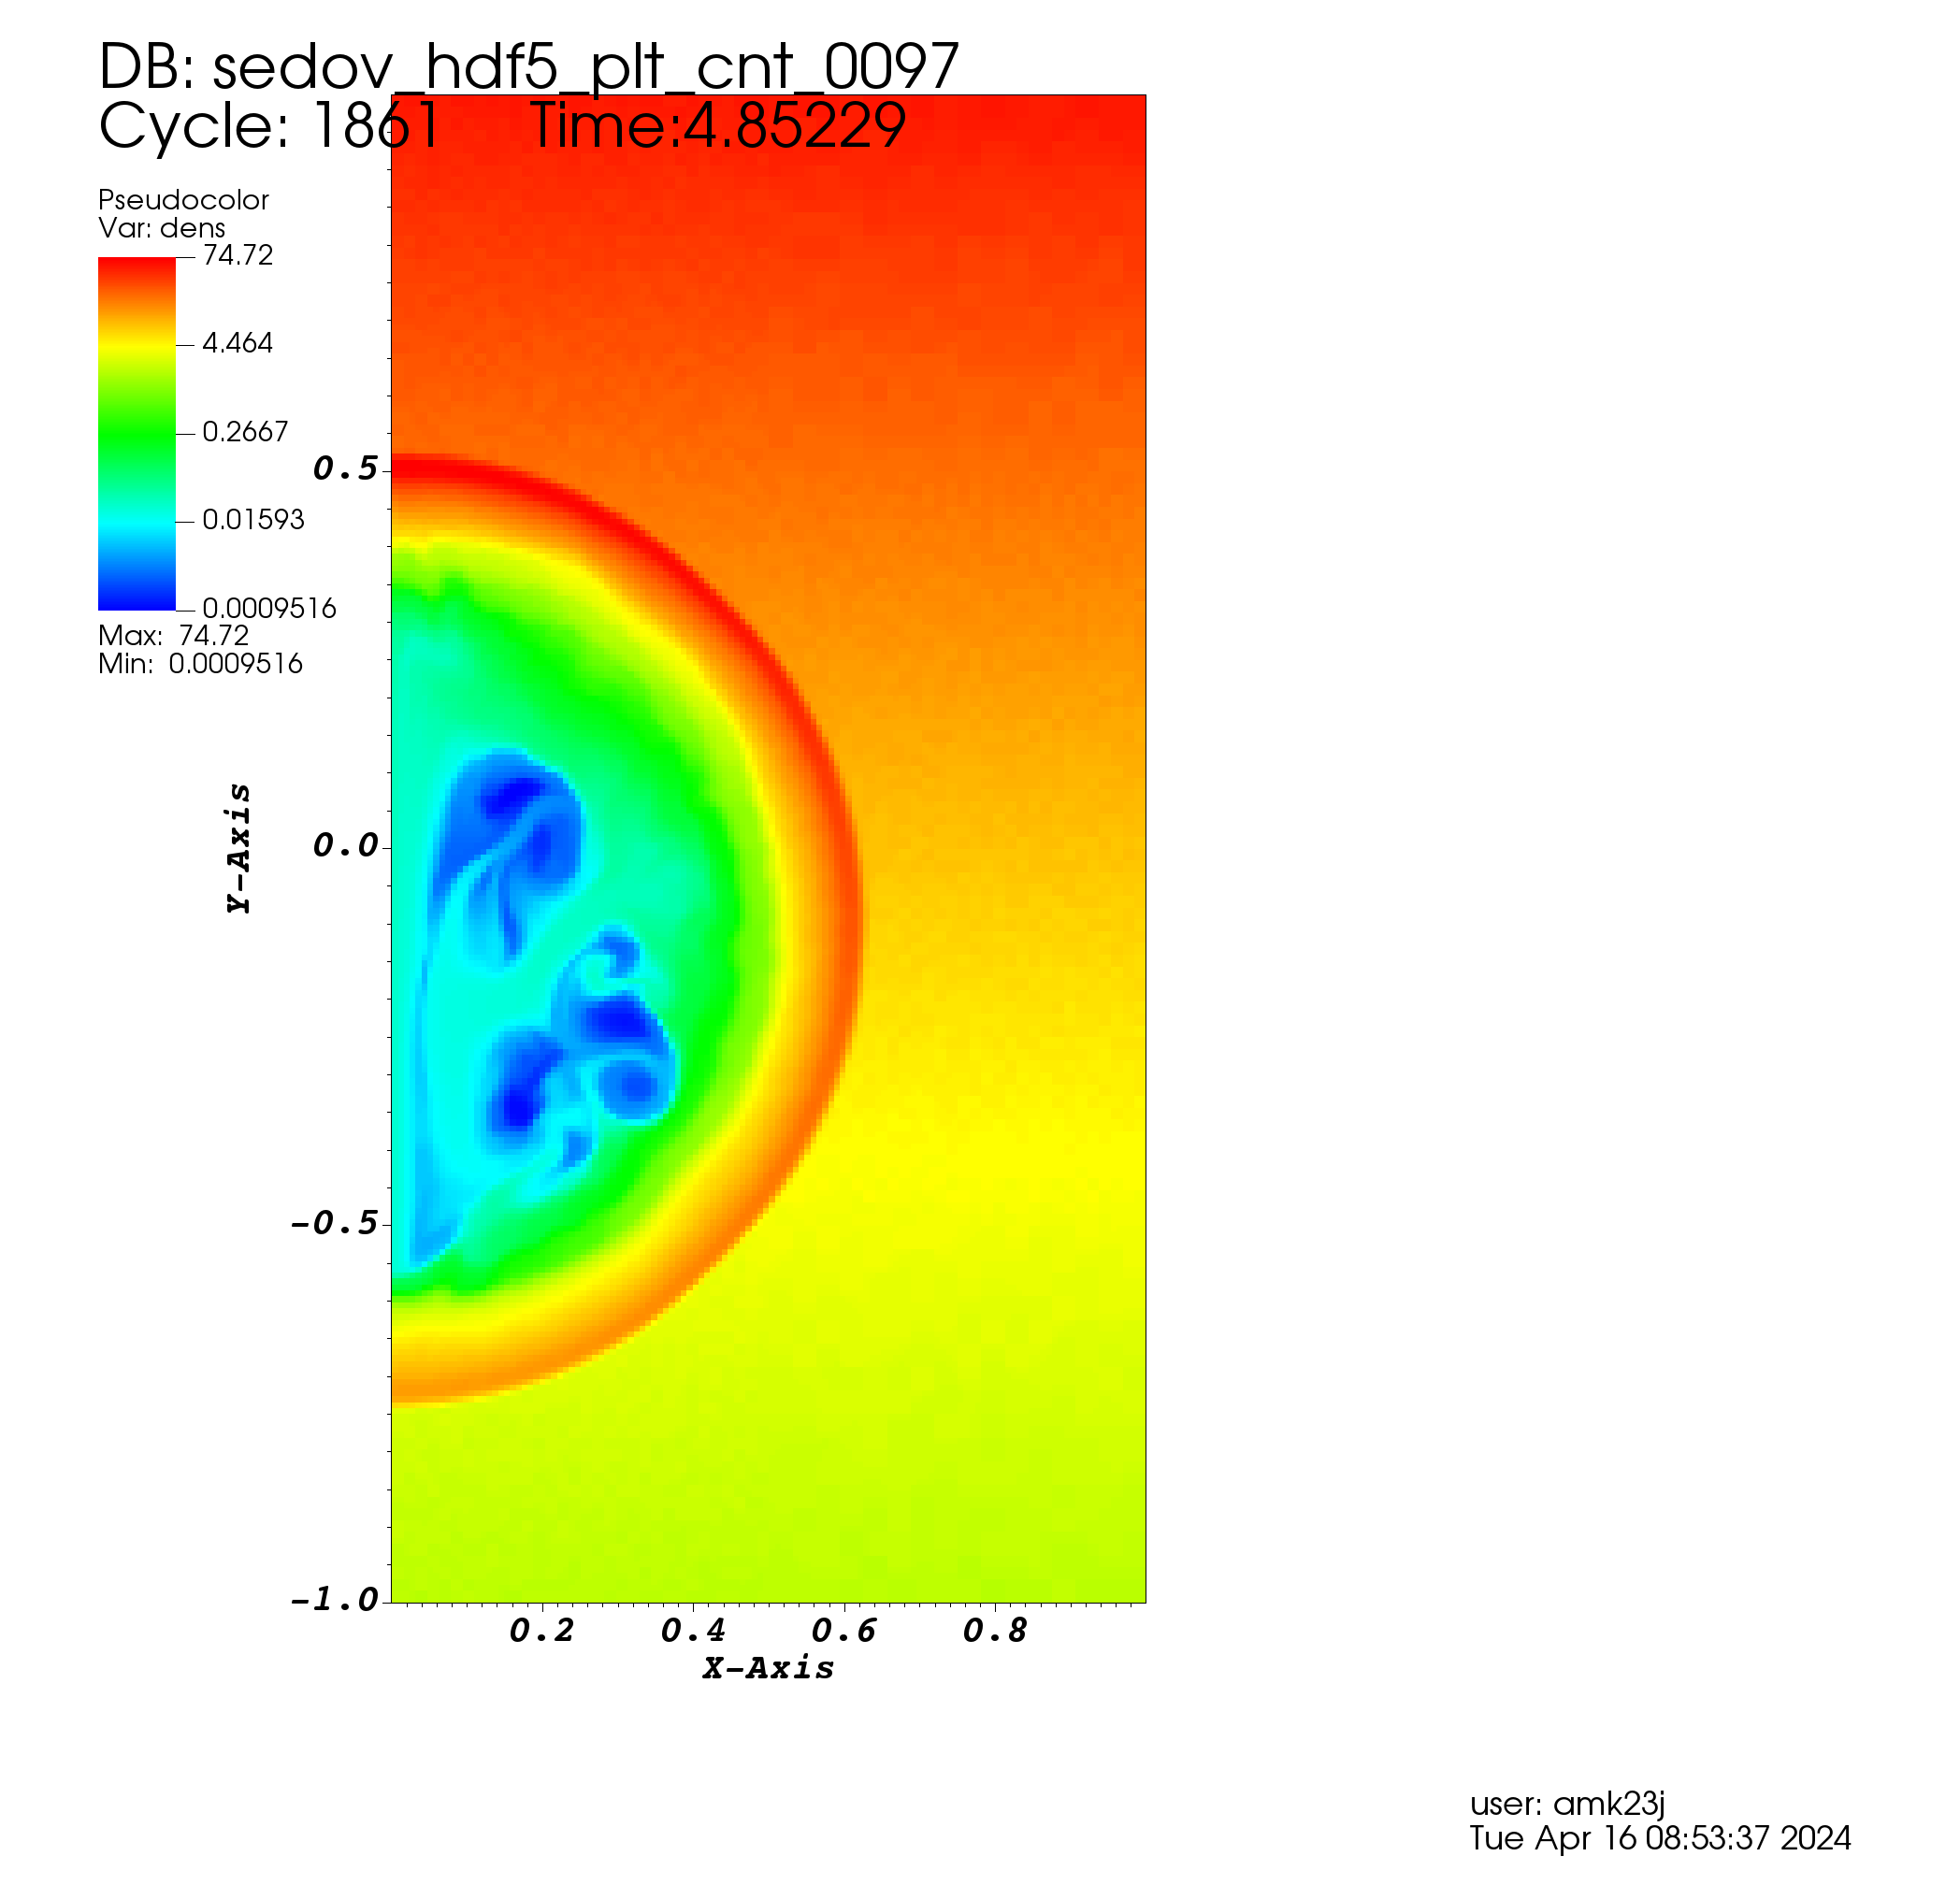 DB: sedov_hdf5_plt_cnt_0097
Cycle: 1861 Time:4.85229
Pseudocolor
Var: dens
74.72
4.464
0.2667
0.01593
0.0009516
Max: 74.72
Min: 0.0009516
0.5
0.0
-0.5
-1.0
Y-Axis
0.2 0.4 0.6 0.8
X-Axis
user: amk23j
Tue Apr 16 08:53:37 2024